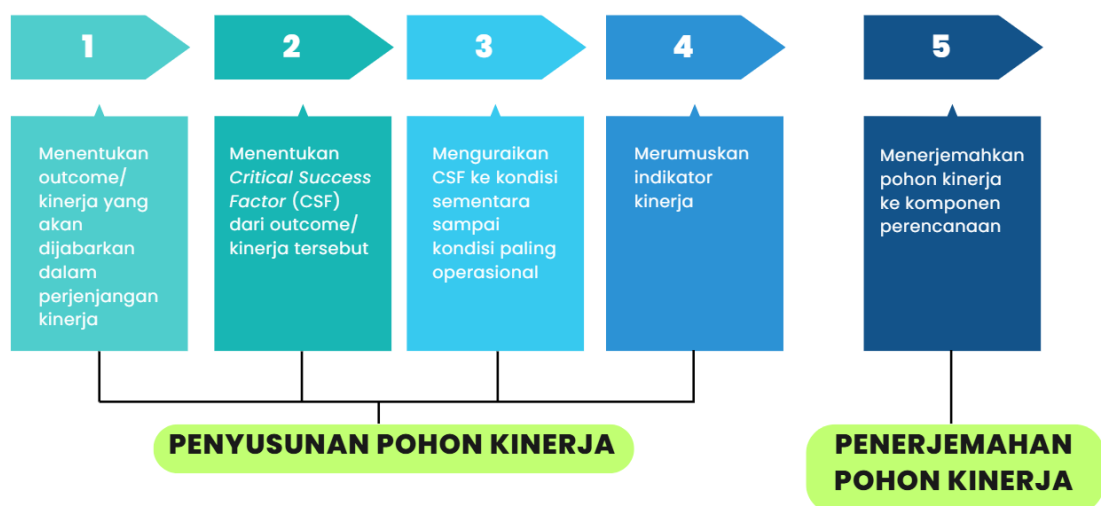 1
2
3
4
5
Menentukan
outcome/
kinerja yang
akan
dijabarkan
dalam
perjenjangan
kinerja
Menentukan
Critical Success
Factor (CSF)
dari outcome/
kinerja tersebut
Menguraikan
CSF ke kondisi
sementara
sampai
kondisi paling
operasional
Merumuskan
indikator
kinerja
Menerjemahkan
pohon kinerja
ke komponen
perencanaan
PENYUSUNAN POHON KINERJA
PENERJEMAHAN
POHON KINERJA